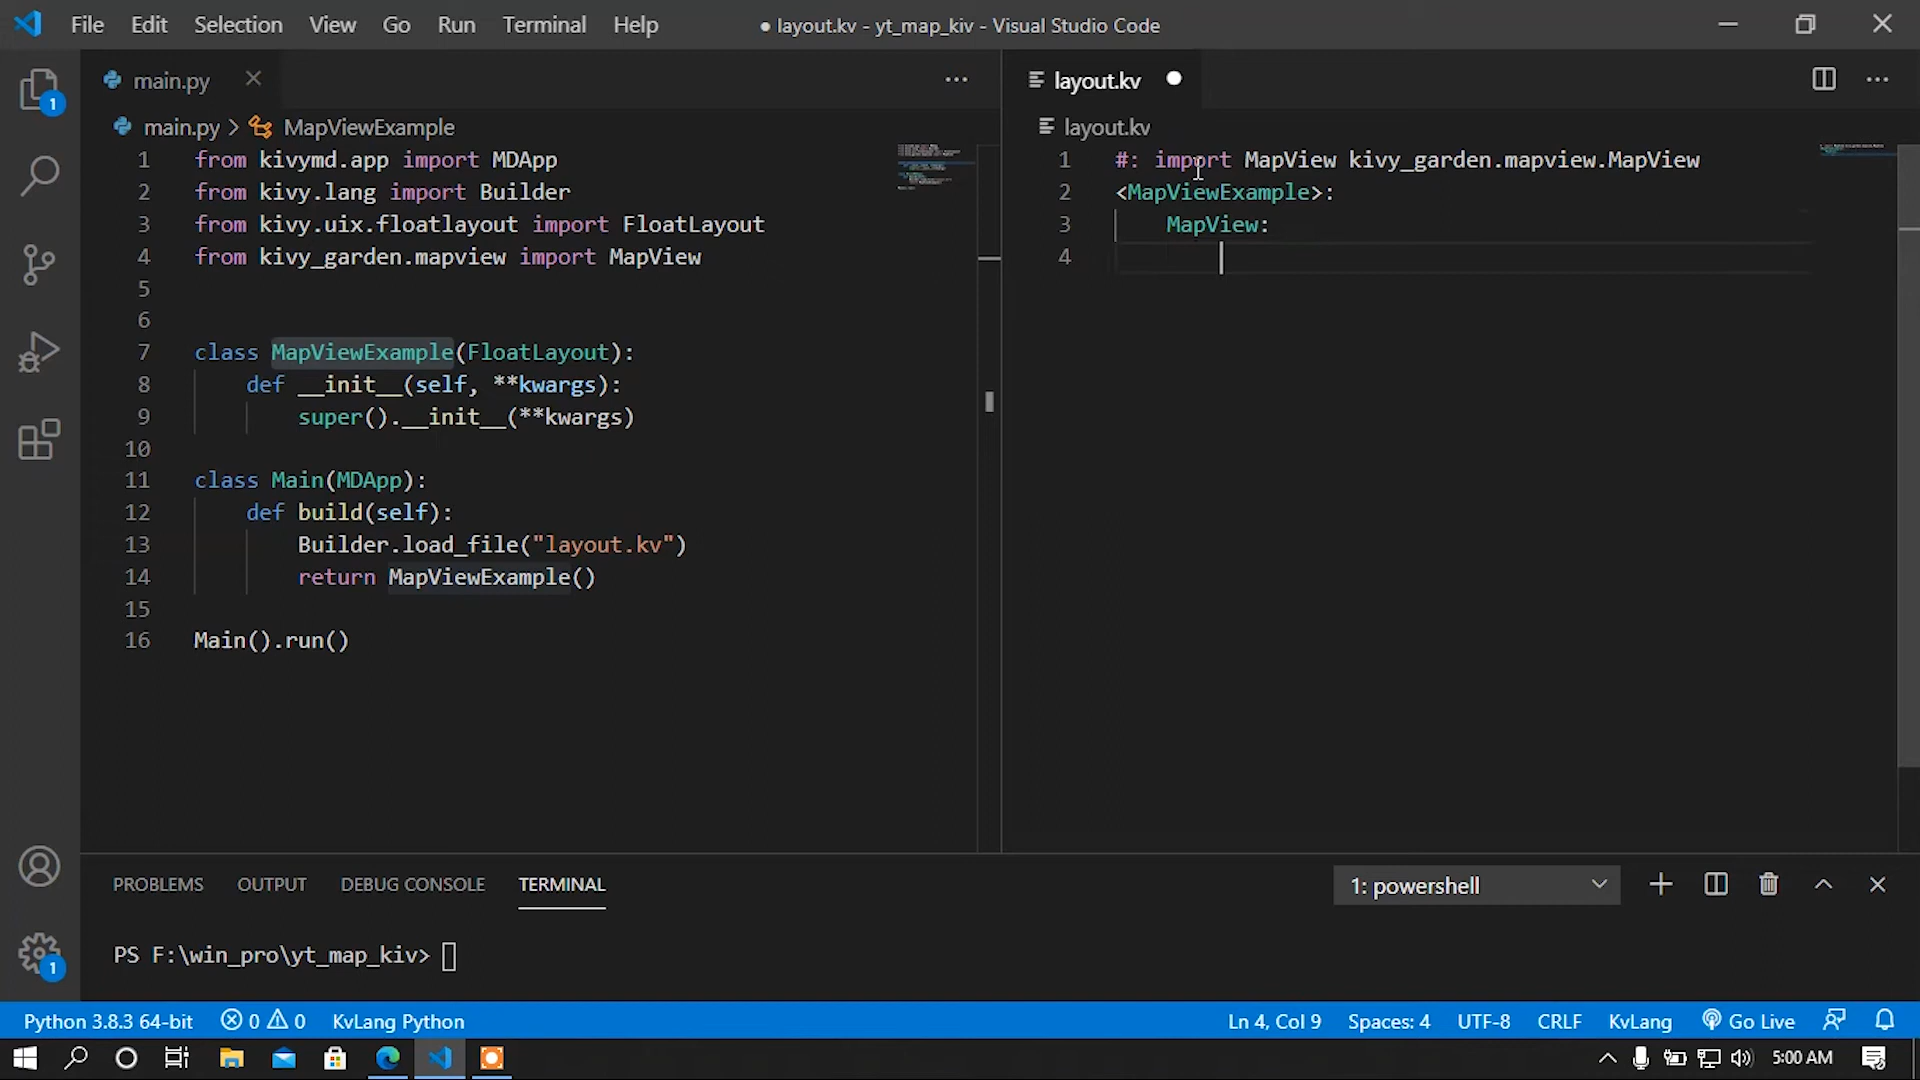 File Edit Selection View Go Run Terminal Help
● layout.kv - yt_map_kiv - Visual Studio Code
main.py
layout.kv
main.py > MapViewExample
layout.kv
1 from kivymd.app import MDApp
2 from kivy.lang import Builder
3 from kivy.uix.floatlayout import FloatLayout
4 from kivy_garden.mapview import MapView
5
6
7 class MapViewExample(FloatLayout):
8 def __init__(self, **kwargs):
9 super().__init__(**kwargs)
10
11 class Main(MDApp):
12 def build(self):
13 Builder.load_file("layout.kv")
14 return MapViewExample()
15
16 Main().run()
1 #: import MapView kivy_garden.mapview.MapView
2 <MapViewExample>:
3 MapView:
4
1
1
PROBLEMS OUTPUT DEBUG CONSOLE TERMINAL
1: powershell
PS F:\win_pro\yt_map_kiv>
Python 3.8.3 64-bit 0 0 KvLang Python
Ln 4, Col 9 Spaces: 4 UTF-8 CRLF KvLang Go Live
5:00 AM